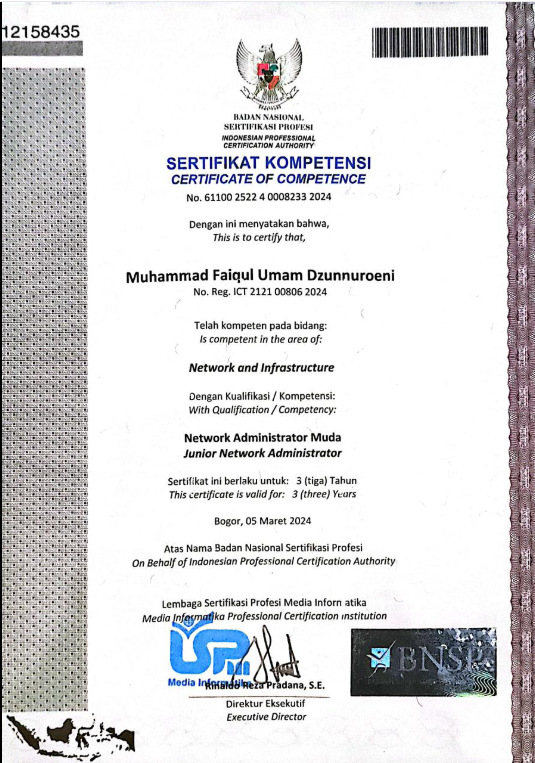 12158435
BADAN NASIONAL
SERTIFIKASI PROFESI
INDONESIAN PROFESSIONAL
CERTIFICATION AUTHORITY
SERTIFIKAT KOMPETENSI
CERTIFICATE OF COMPETENCE
No. 61100 2522 4 0008233 2024
Dengan ini menyatakan bahwa,
This is to certify that,
Muhammad Faiqul Umam Dzunnuroeni
No. Reg. ICT 2121 00806 2024
Telah kompeten pada bidang:
Is competent in the area of:
Network and Infrastructure
Dengan Kualifikasi / Kompetensi:
With Qualification / Competency:
Network Administrator Muda
Junior Network Administrator
Sertifikat ini berlaku untuk: 3 (tiga) Tahun
This certificate is valid for: 3 (three) Years
Bogor, 05 Maret 2024
Atas Nama Badan Nasional Sertifikasi Profesi
On Behalf of Indonesian Professional Certification Authority
Lembaga Sertifikasi Profesi Media Informatika
Media Informatika Professional Certification Institution
LSP MI
Media Informatika
Rinaldo Reza Pradana, S.E.
BNSP
Direktur Eksekutif
Executive Director